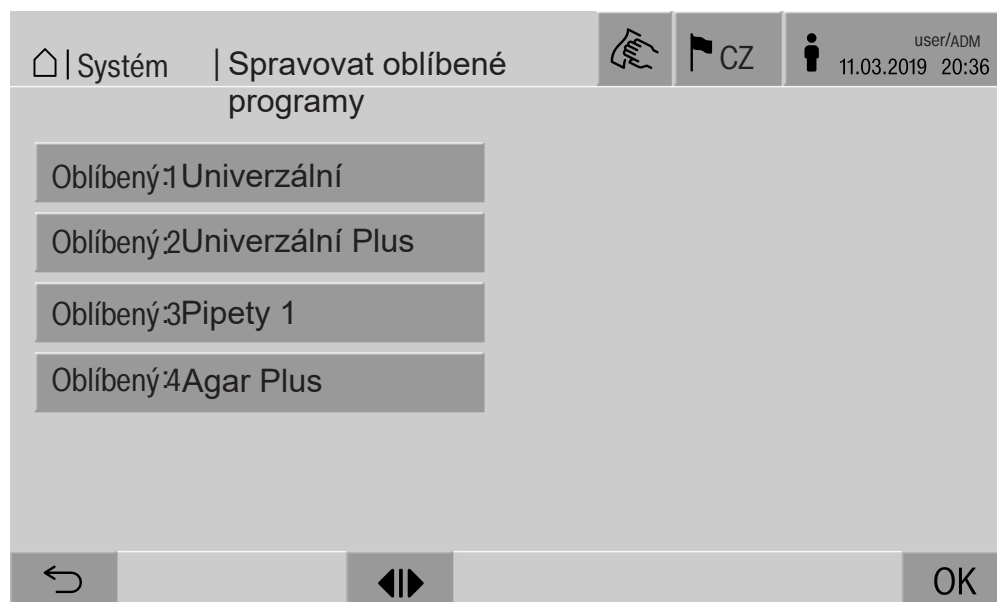 | Systém | Spravovat oblíbené
programy
CZ
user/ADM
11.03.2019 20:36
Oblíbený:1Univerzální
Oblíbený:2Univerzální Plus
Oblíbený:3Pipety 1
Oblíbený:4Agar Plus
OK